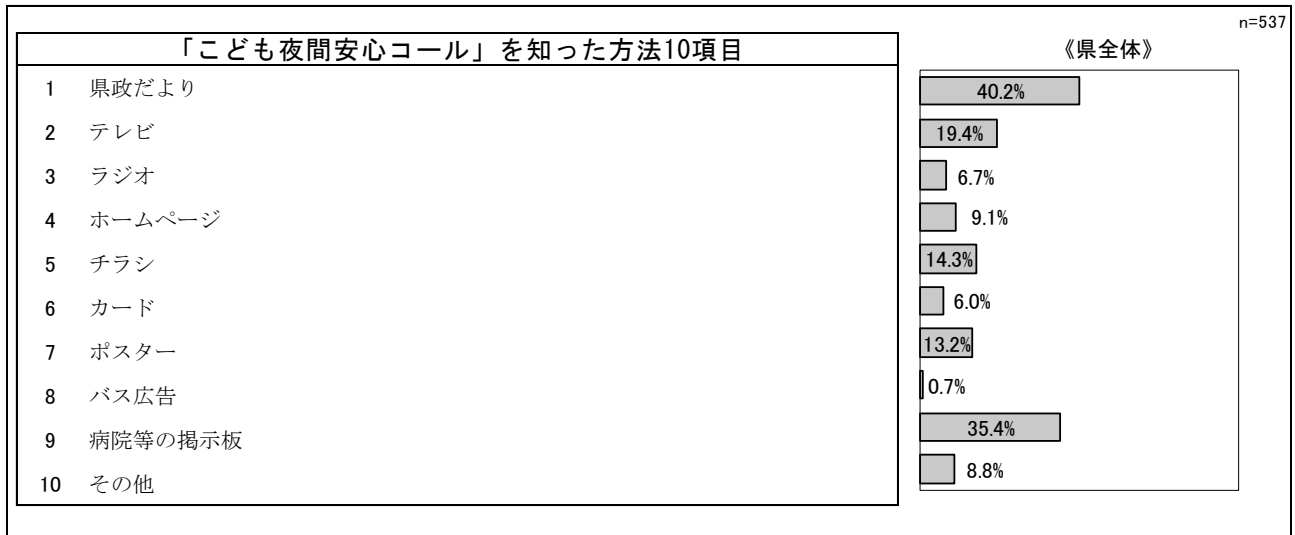 n=537
「こども夜間安心コール」を知った方法10項目 《県全体》
1 県政だより 40.2%
2 テレビ 19.4%
3 ラジオ 6.7%
4 ホームページ 9.1%
5 チラシ 14.3%
6 カード 6.0%
7 ポスター 13.2%
8 バス広告 0.7%
9 病院等の掲示板 35.4%
10 その他 8.8%